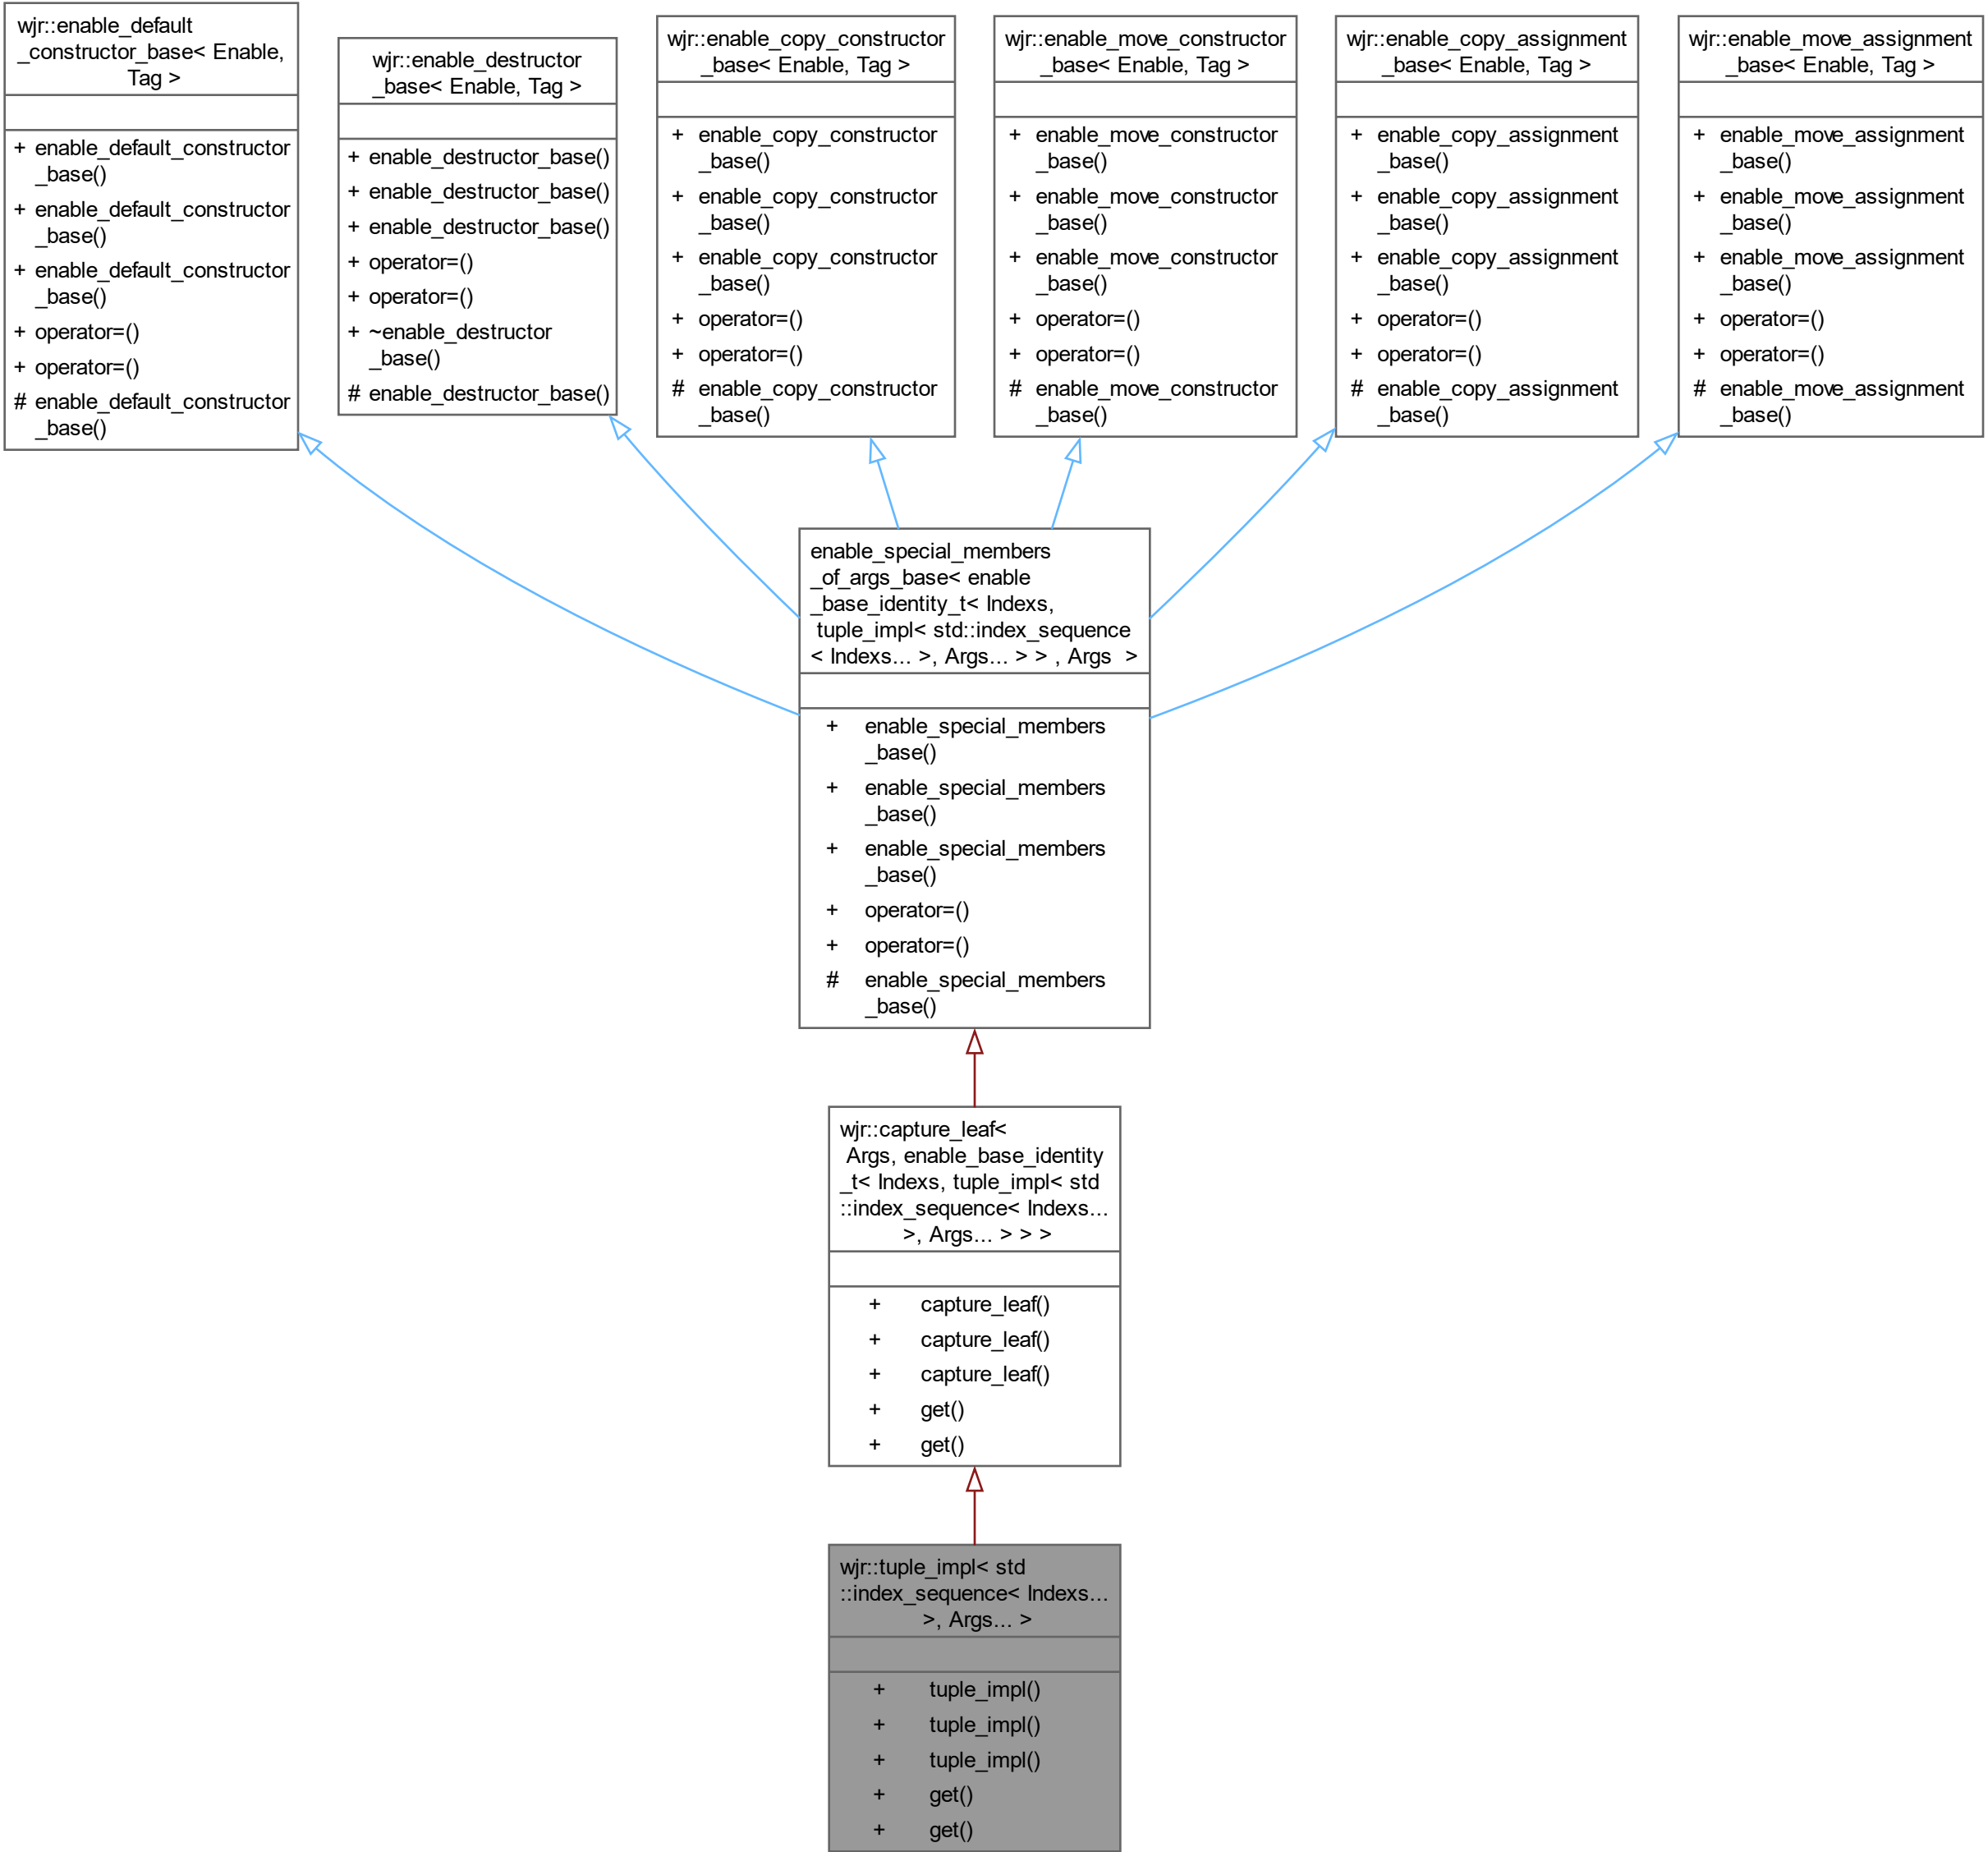 wjr::enable_default
_constructor_base< Enable,
Tag >
+ enable_default_constructor
_base()
+ enable_default_constructor
_base()
+ enable_default_constructor
_base()
+ operator=()
+ operator=()
# enable_default_constructor
_base()
wjr::enable_destructor
_base< Enable, Tag >
+ enable_destructor_base()
+ enable_destructor_base()
+ enable_destructor_base()
+ operator=()
+ operator=()
+ ~enable_destructor
_base()
# enable_destructor_base()
wjr::enable_copy_constructor
_base< Enable, Tag >
+ enable_copy_constructor
_base()
+ enable_copy_constructor
_base()
+ enable_copy_constructor
_base()
+ operator=()
+ operator=()
# enable_copy_constructor
_base()
wjr::enable_move_constructor
_base< Enable, Tag >
+ enable_move_constructor
_base()
+ enable_move_constructor
_base()
+ enable_move_constructor
_base()
+ operator=()
+ operator=()
# enable_move_constructor
_base()
wjr::enable_copy_assignment
_base< Enable, Tag >
+ enable_copy_assignment
_base()
+ enable_copy_assignment
_base()
+ enable_copy_assignment
_base()
+ operator=()
+ operator=()
# enable_copy_assignment
_base()
wjr::enable_move_assignment
_base< Enable, Tag >
+ enable_move_assignment
_base()
+ enable_move_assignment
_base()
+ enable_move_assignment
_base()
+ operator=()
+ operator=()
# enable_move_assignment
_base()
enable_special_members
_of_args_base< enable
_base_identity_t< Indexs,
tuple_impl< std::index_sequence
< Indexs... >, Args... > > , Args >
+ enable_special_members
_base()
+ enable_special_members
_base()
+ enable_special_members
_base()
+ operator=()
+ operator=()
# enable_special_members
_base()
wjr::capture_leaf<
Args, enable_base_identity
_t< Indexs, tuple_impl< std
::index_sequence< Indexs...
>, Args... > > >
+ capture_leaf()
+ capture_leaf()
+ capture_leaf()
+ get()
+ get()
wjr::tuple_impl< std
::index_sequence< Indexs...
>, Args... >
+ tuple_impl()
+ tuple_impl()
+ tuple_impl()
+ get()
+ get()